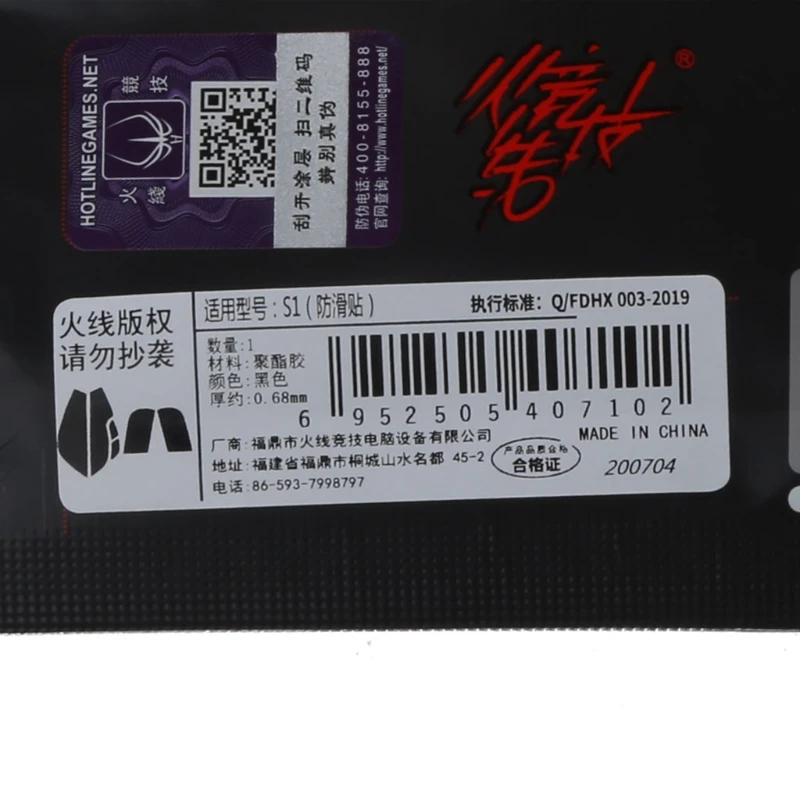 HOTLINEGAMES.NET
競 技
火 綫
刮开涂层 扫二维码
辨别真伪
防伪电话:400-8155-888
官网查询: http://www.hotlinegames.net/
®
火线版权
请勿抄袭
适用型号: S1 ( 防滑贴 )
执行标准: Q/FDHX 003-2019
数量:1
材料:聚酯胶
颜色:黑色
厚约:0.68mm
6 952505 407102
MADE IN CHINA
厂商:福鼎市火线竞技电脑设备有限公司
地址:福建省福鼎市桐城山水名都 45-2
电话:86-593-7998797
合格证
200704